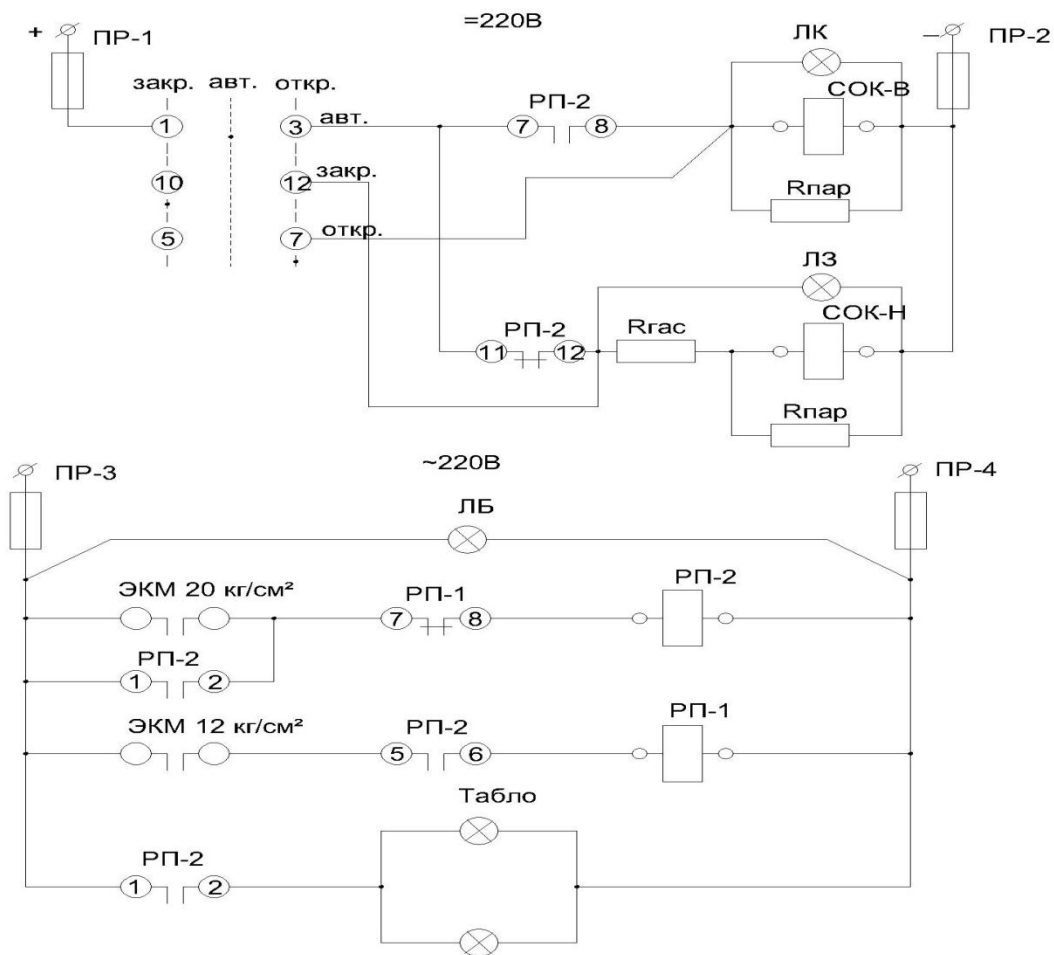 =220В
+ ПР-1
– ПР-2
ЛК
закр. авт. откр.
СОК-В
РП-2
1 3 авт. 7 8
закр.
10 12
Rпар
5 7 откр.
ЛЗ
СОК-Н
РП-2 Rгас
11 12
Rпар
~220В
ПР-3 ПР-4
ЛБ
ЭКМ 20 кг/см² РП-1 РП-2
7 8
РП-2
1 2
ЭКМ 12 кг/см² РП-2 РП-1
5 6
Табло
РП-2
1 2